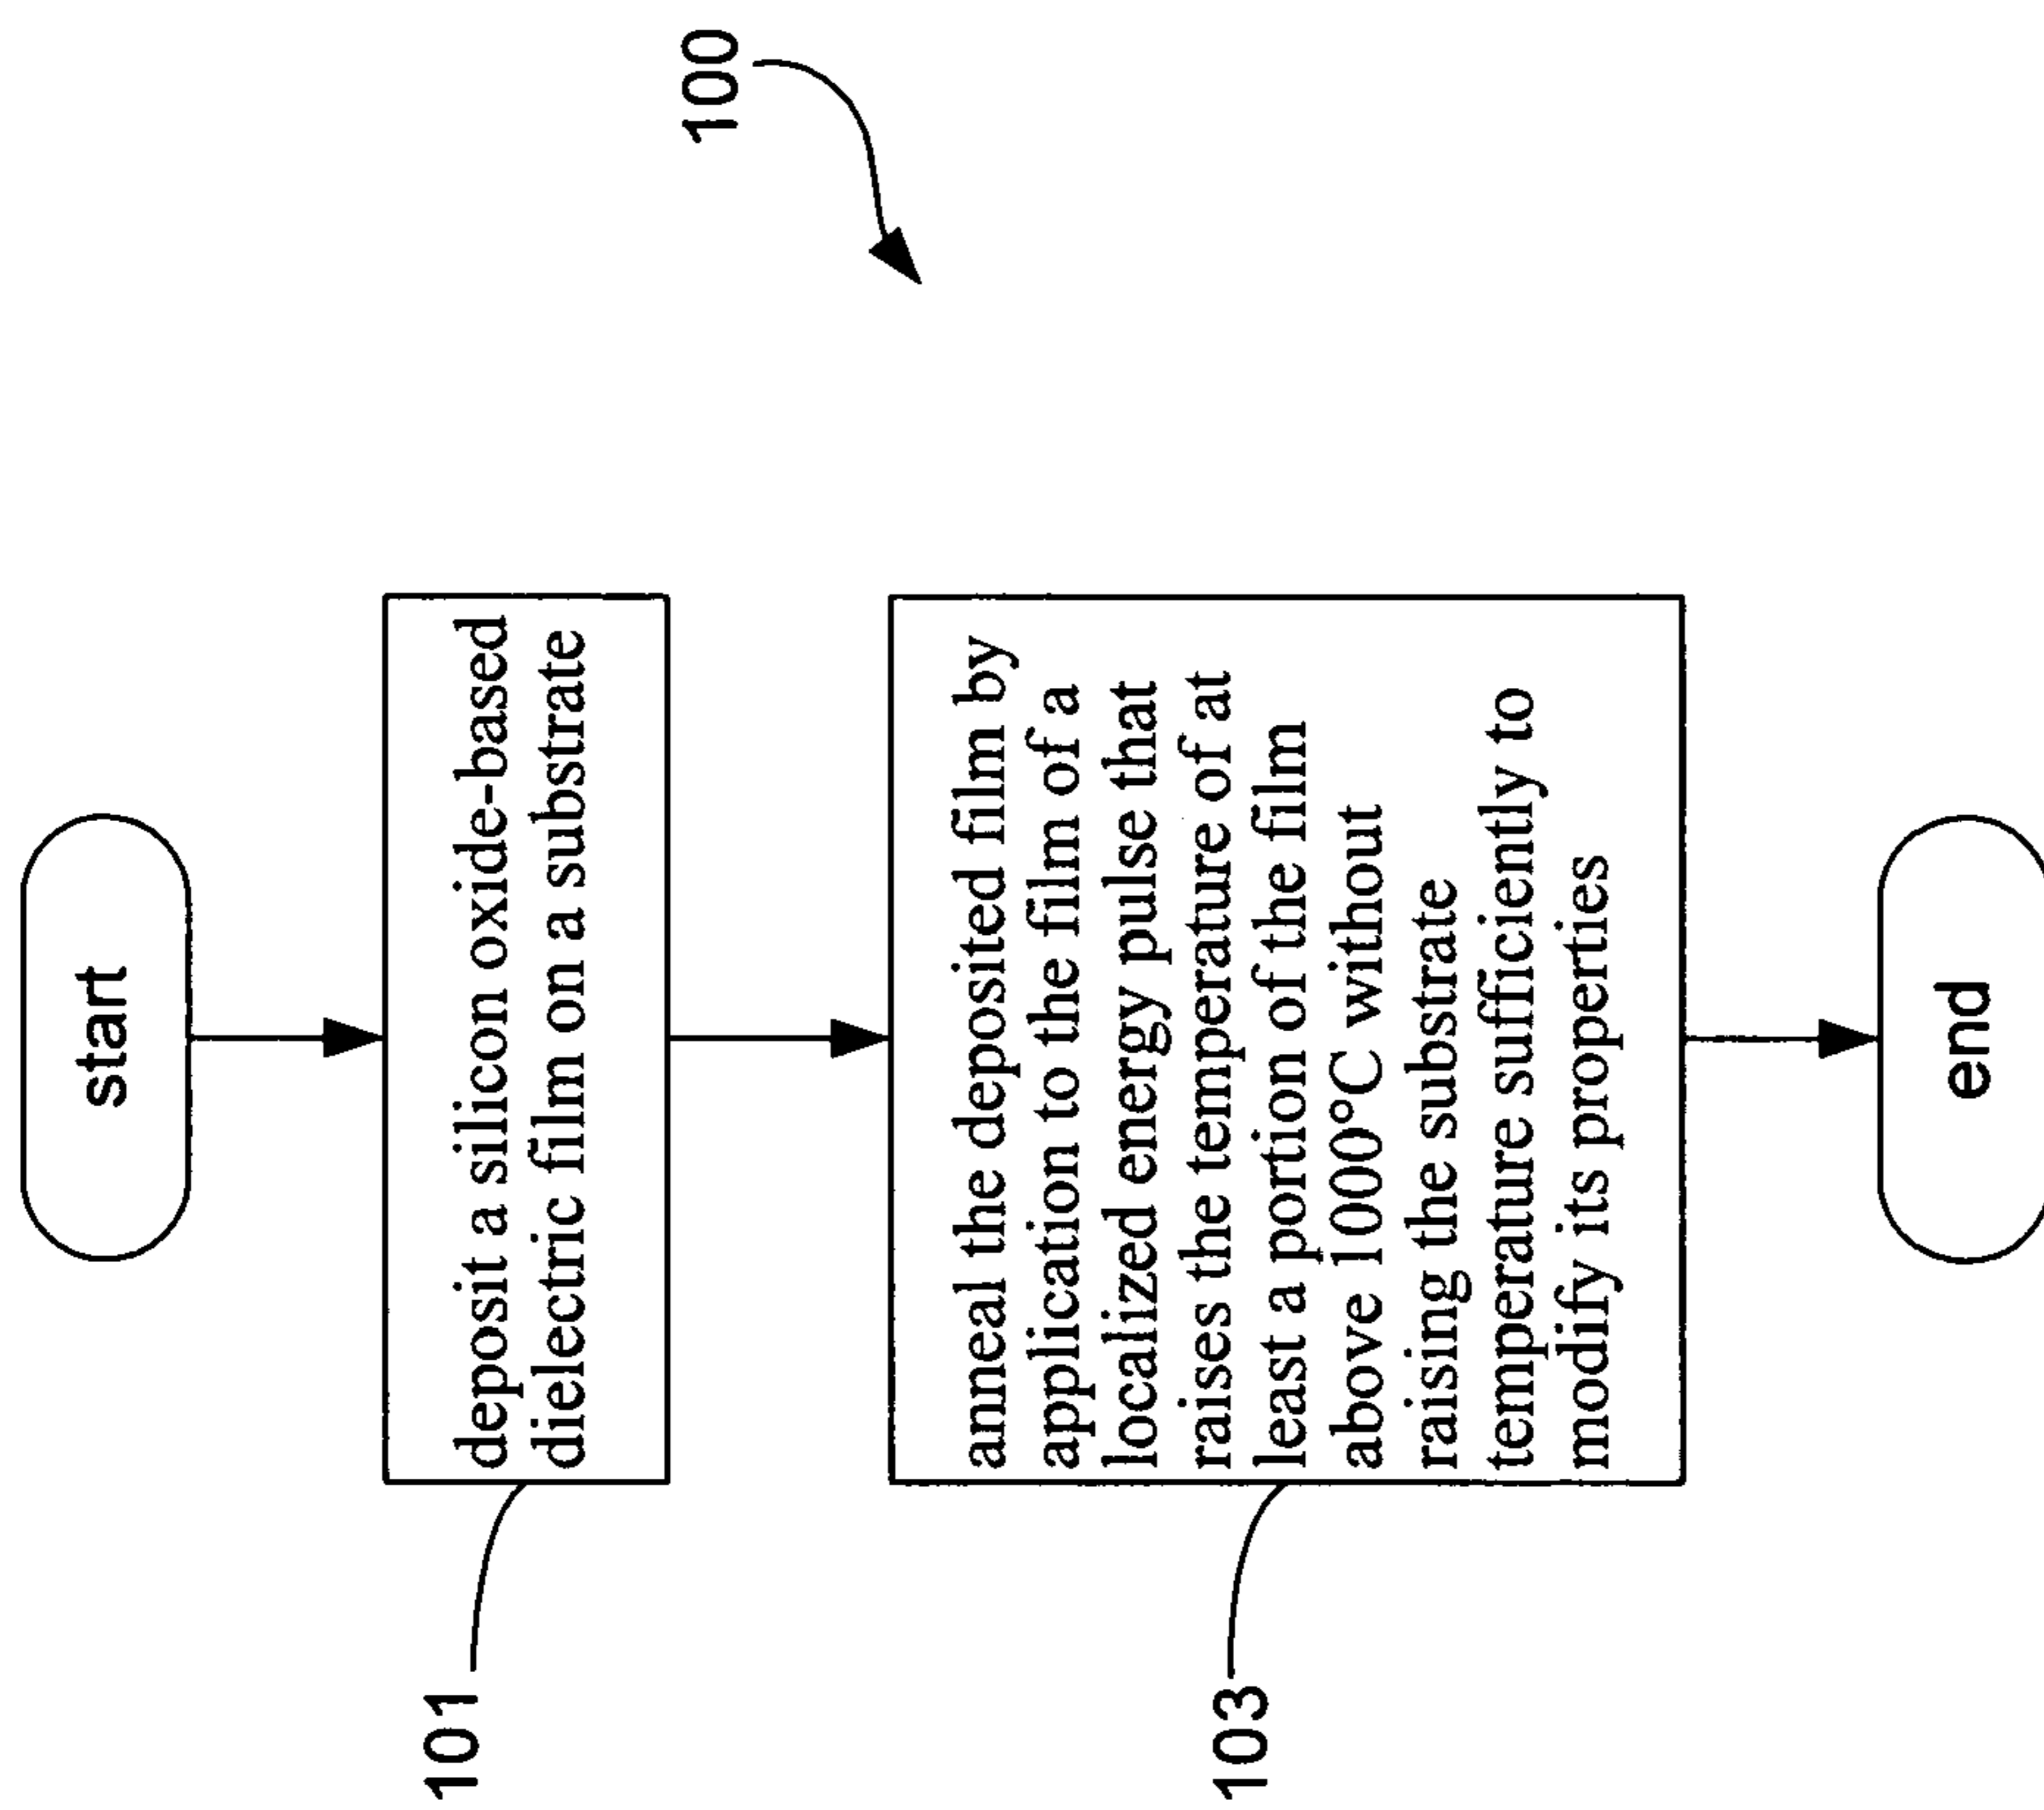 start
100
101
deposit a silicon oxide-based
dielectric film on a substrate
103
anneal the deposited film by
application to the film of a
localized energy pulse that
raises the temperature of at
least a portion of the film
above 1000°C without
raising the substrate
temperature sufficiently to
modify its properties
end